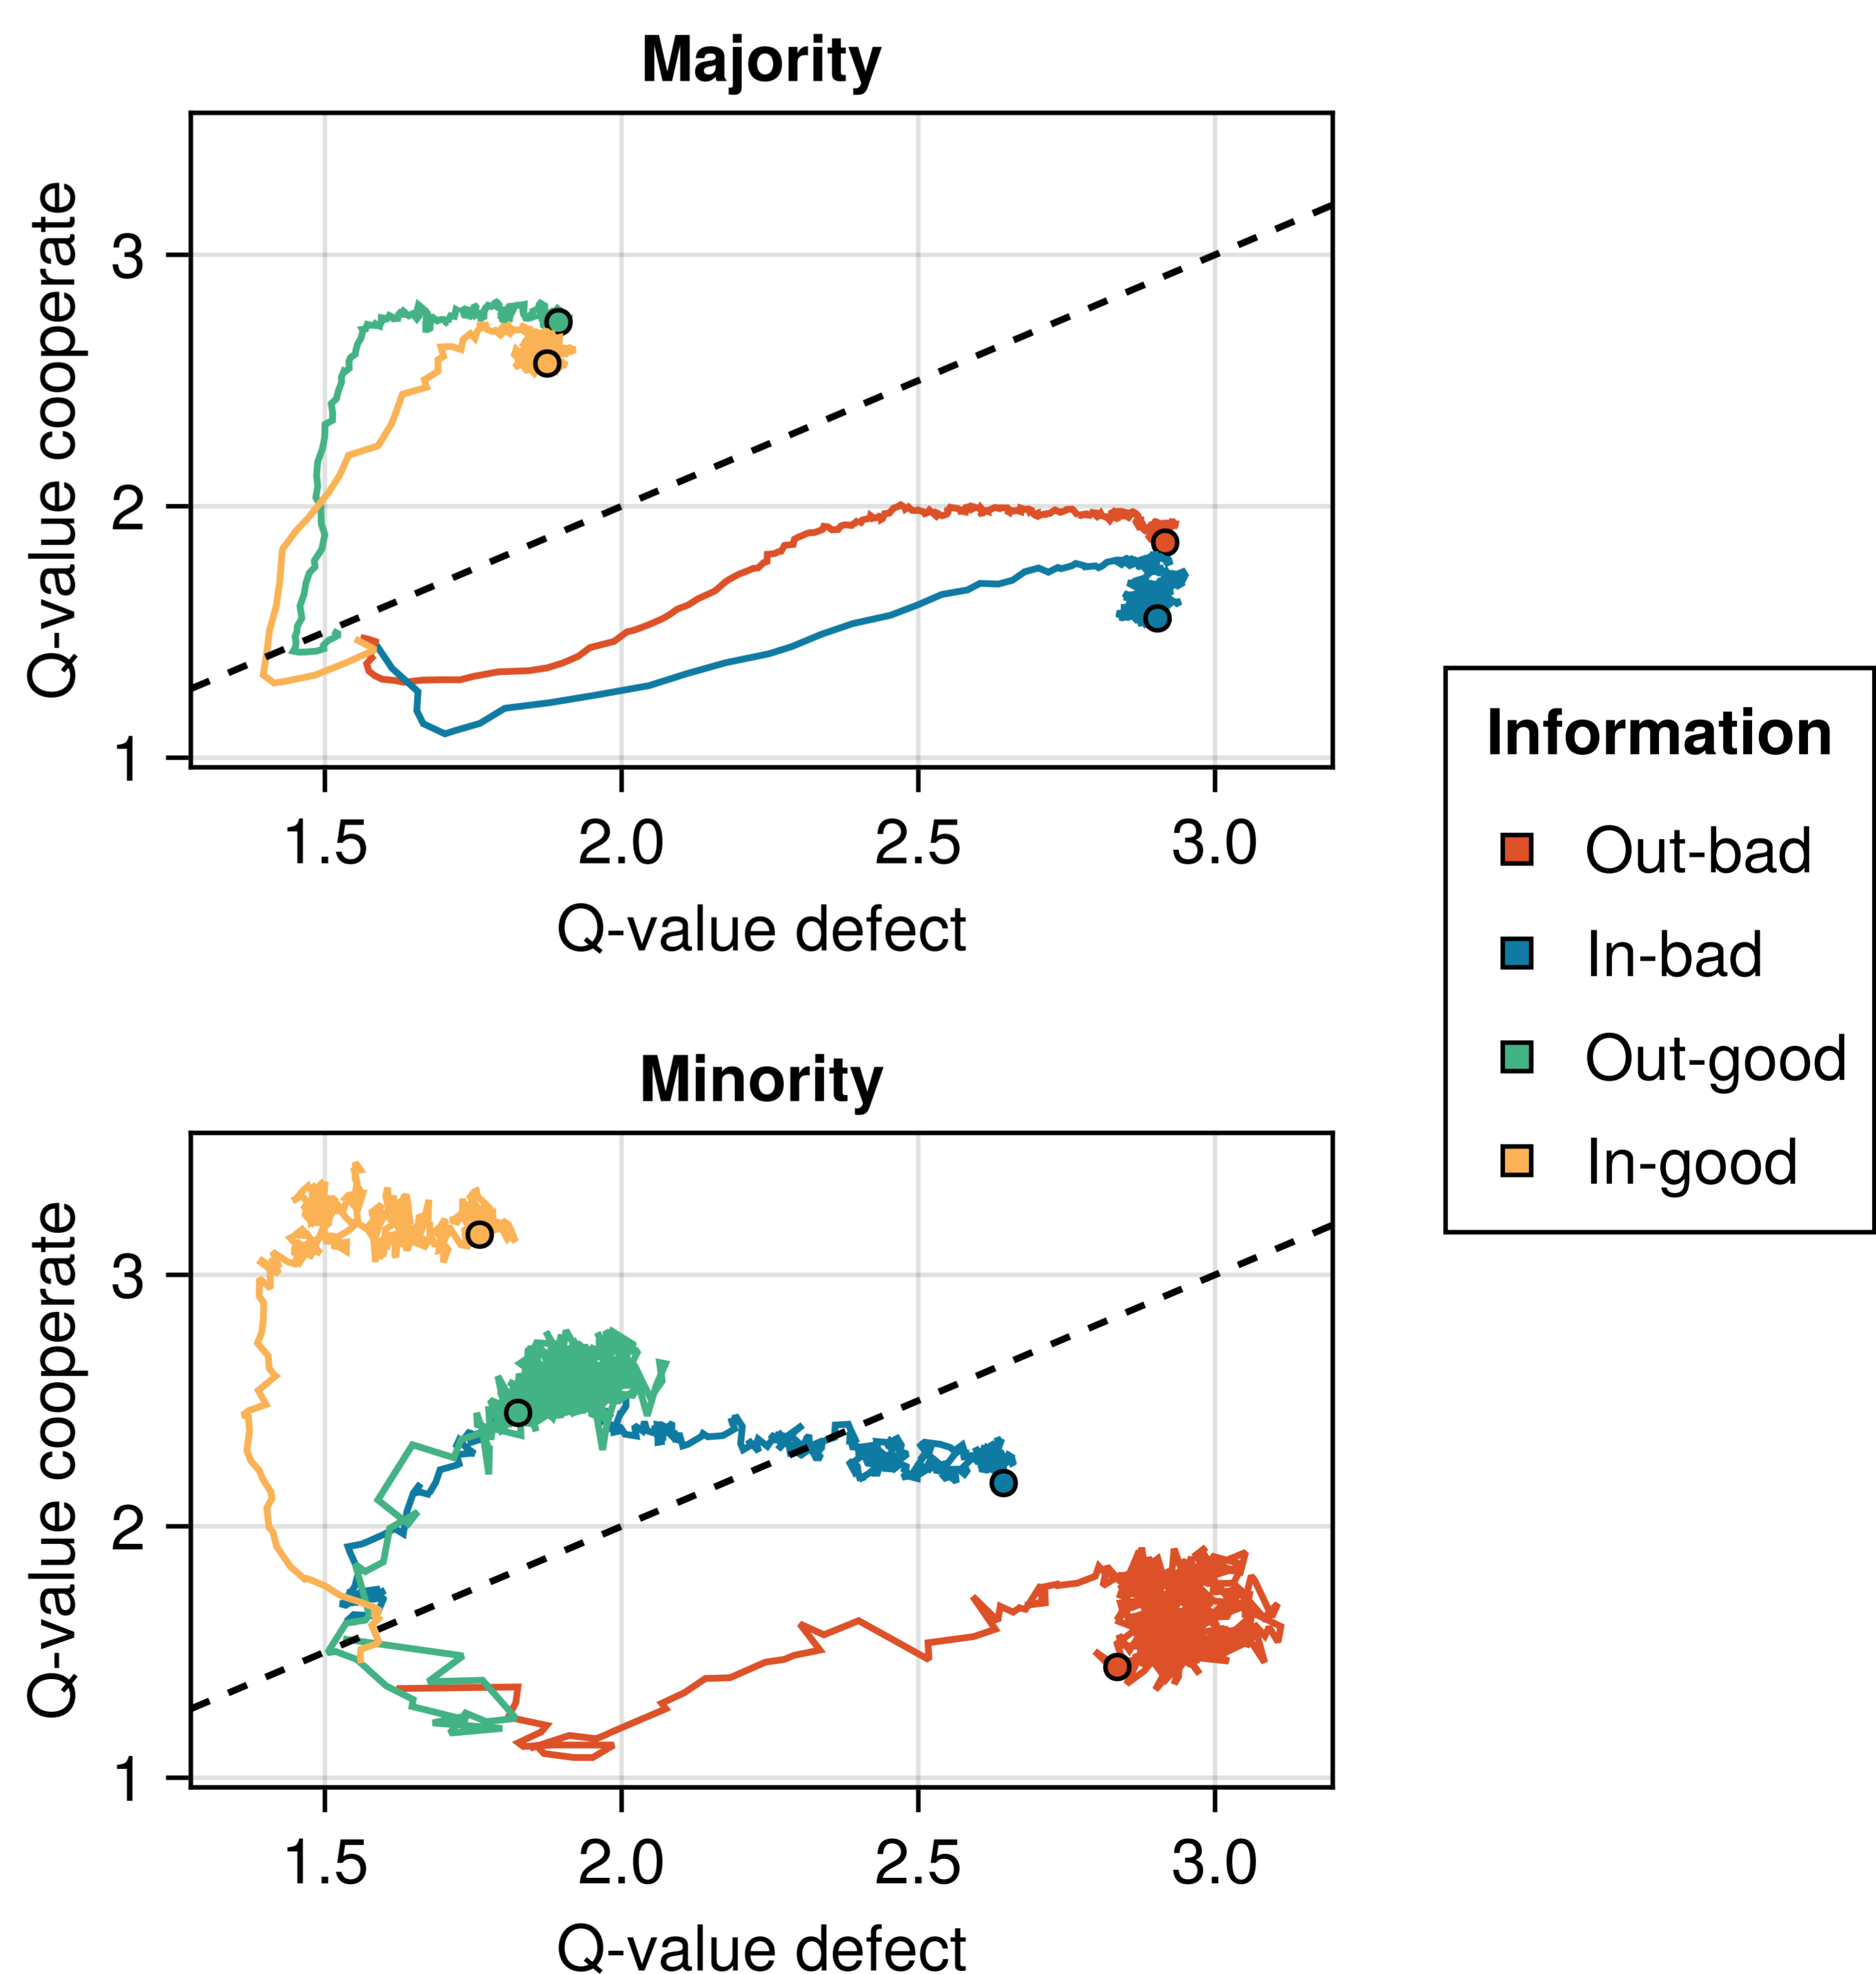 Majority
Q-value cooperate
3
2
1
1.5 2.0 2.5 3.0
Q-value defect
Information
Out-bad
In-bad
Out-good
In-good
Minority
Q-value cooperate
3
2
1
1.5 2.0 2.5 3.0
Q-value defect